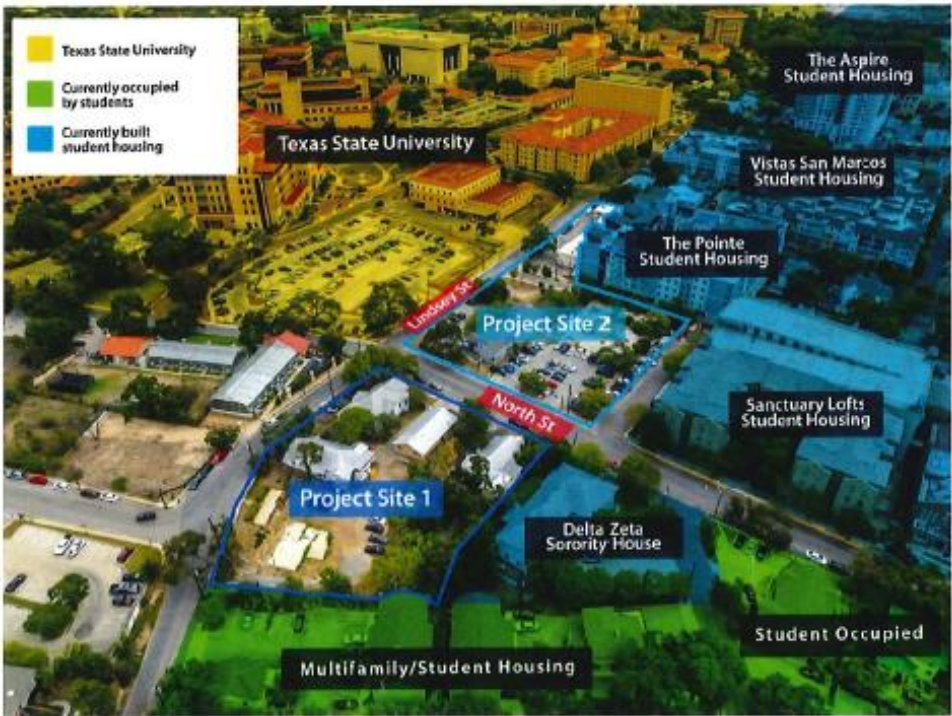 Texas State University
Currently occupied
by students
Currently built
student housing
The Aspire
Student Housing
Texas State University
Vistas San Marcos
Student Housing
The Pointe
Student Housing
Lindsey St
Project Site 2
North St
Sanctuary Lofts
Student Housing
Project Site 1
Delta Zeta
Sorority House
Student Occupied
Multifamily/Student Housing